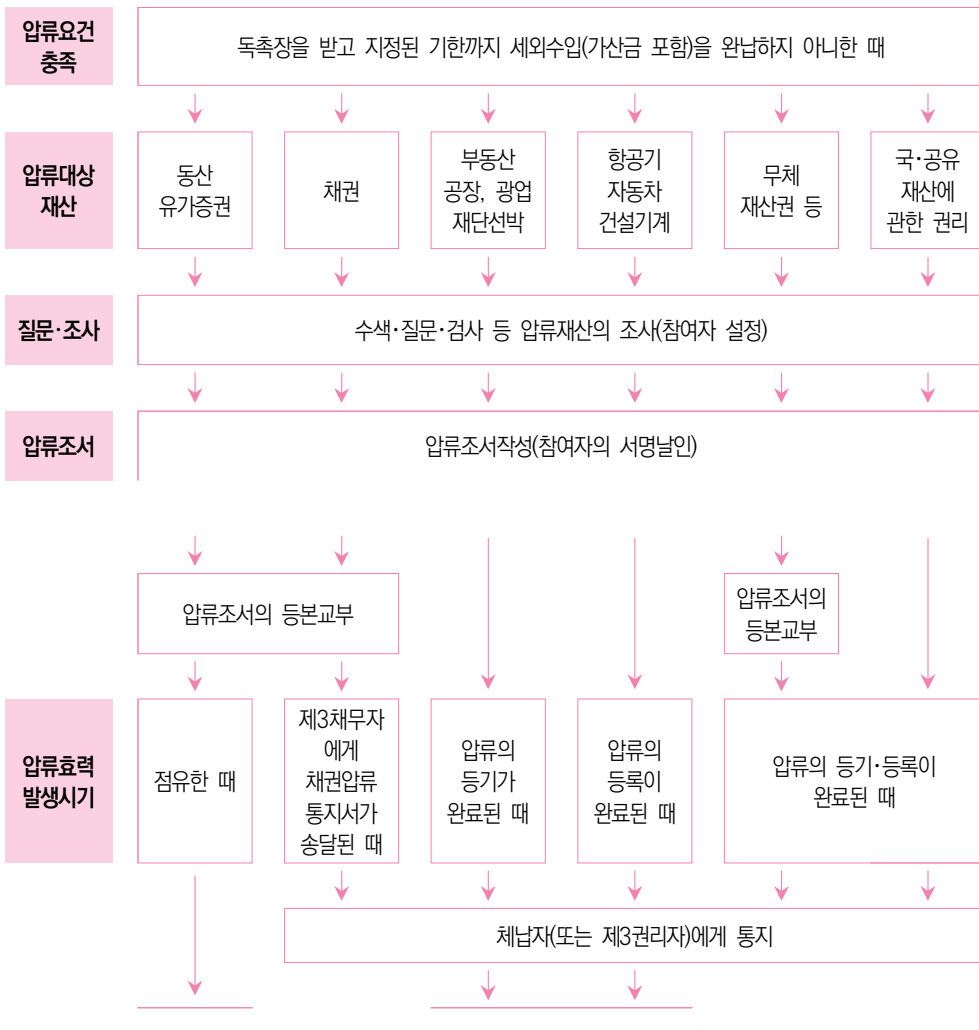 압류요건
충족
독촉장을 받고 지정된 기한까지 세외수입(가산금 포함)을 완납하지 아니한 때
압류대상
재산
동산
유가증권
채권
부동산
공장, 광업
재단선박
항공기
자동차
건설기계
무체
재산권 등
국·공유
재산에
관한 권리
질문·조사
수색·질문·검사 등 압류재산의 조사(참여자 설정)
압류조서
압류조서작성(참여자의 서명날인)
압류조서의 등본교부
압류조서의
등본교부
압류효력
발생시기
점유한 때
제3채무자
에게
채권압류
통지서가
송달된 때
압류의
등기가
완료된 때
압류의
등록이
완료된 때
압류의 등기·등록이
완료된 때
체납자(또는 제3권리자)에게 통지